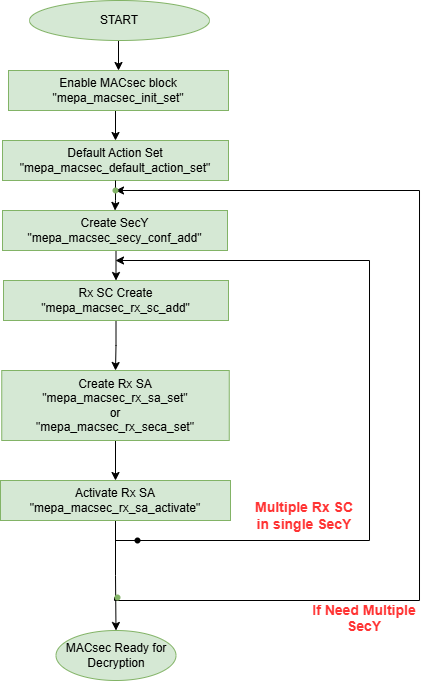 START
Enable MACsec block
"mepa_macsec_init_set"
Default Action Set
"mepa_macsec_default_action_set"
Create SecY
"mepa_macsec_secy_conf_add"
Rx SC Create
"mepa_macsec_rx_sc_add"
Create Rx SA
"mepa_macsec_rx_sa_set"
or
"mepa_macsec_rx_seca_set"
Activate Rx SA
"mepa_macsec_rx_sa_activate"
Multiple Rx SC
in single SecY
If Need Multiple
SecY
MACsec Ready for
Decryption